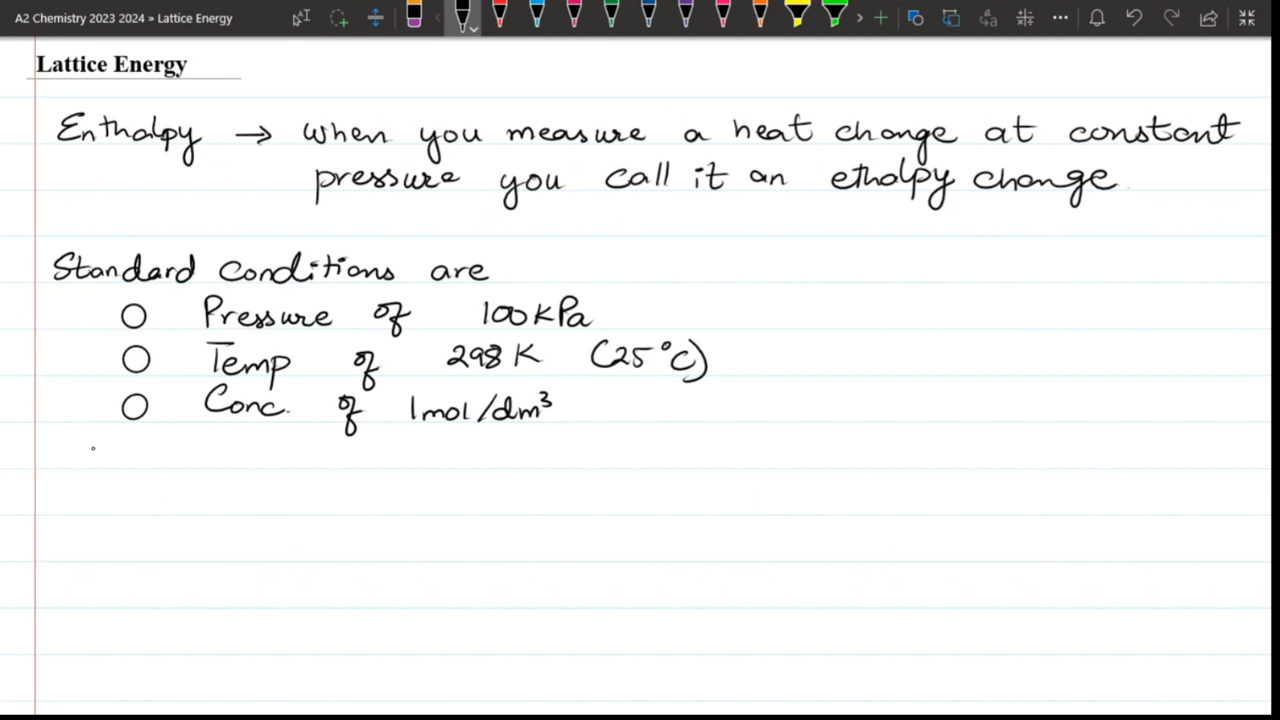 A2 Chemistry 2023 2024 » Lattice Energy
Lattice Energy
Enthalpy → when you measure a heat change at constant
pressure you call it an ethalpy change
Standard conditions are
○ Pressure of 100kPa
○ Temp of 298K (25°C)
○ Conc. of 1mol/dm³